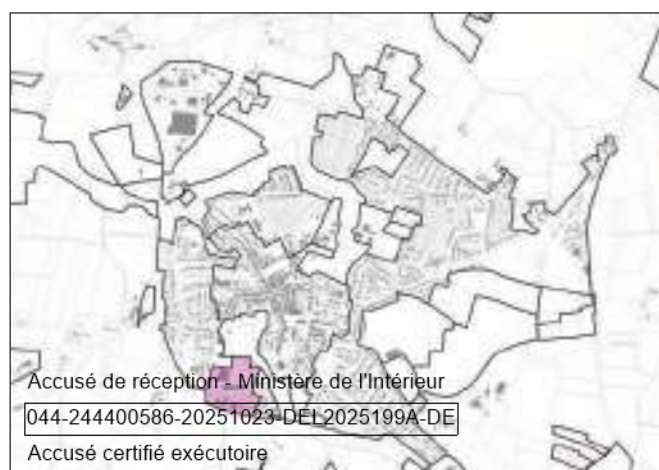 Accusé de réception - Ministère de l'Intérieur
044-244400586-20251023-DEL2025199A-DE
Accusé certifié exécutoire